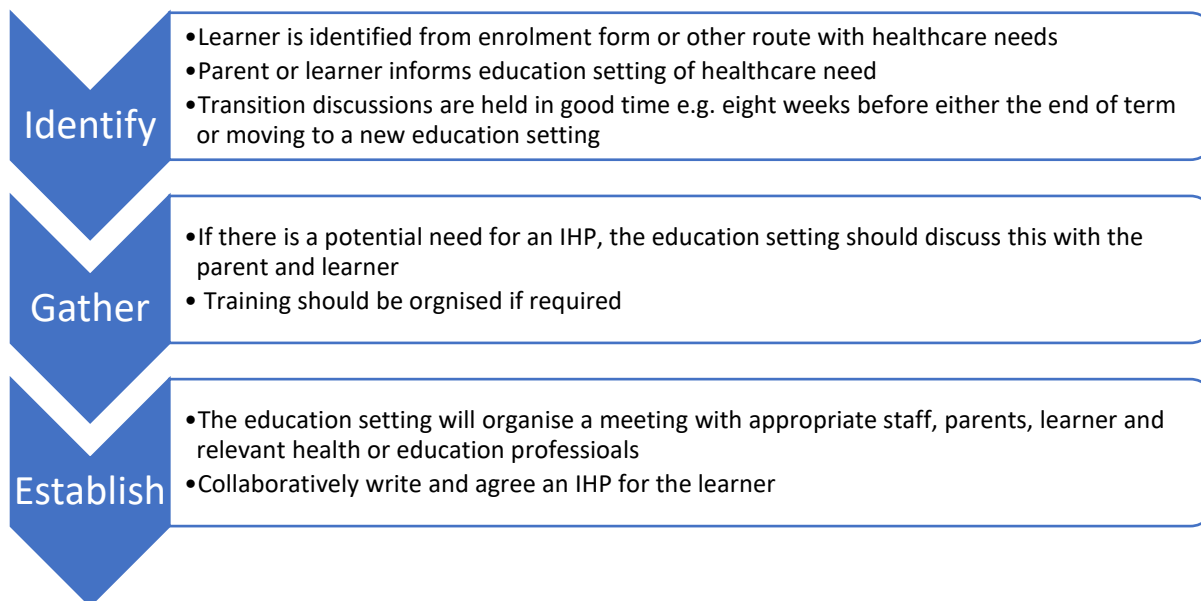 Identify
•Learner is identified from enrolment form or other route with healthcare needs
•Parent or learner informs education setting of healthcare need
•Transition discussions are held in good time e.g. eight weeks before either the end of term
or moving to a new education setting
Gather
•If there is a potential need for an IHP, the education setting should discuss this with the
parent and learner
• Training should be orgnised if required
Establish
•The education setting will organise a meeting with appropriate staff, parents, learner and
relevant health or education professioals
•Collaboratively write and agree an IHP for the learner